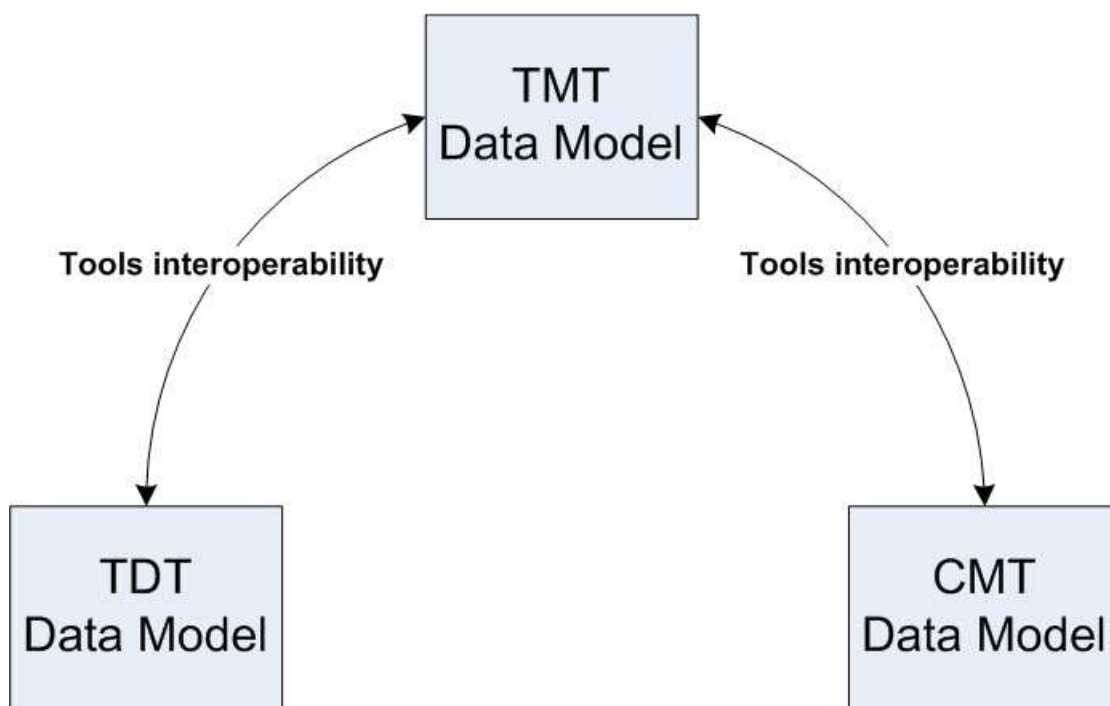 TMT
Data Model
Tools interoperability
Tools interoperability
TDT
Data Model
CMT
Data Model